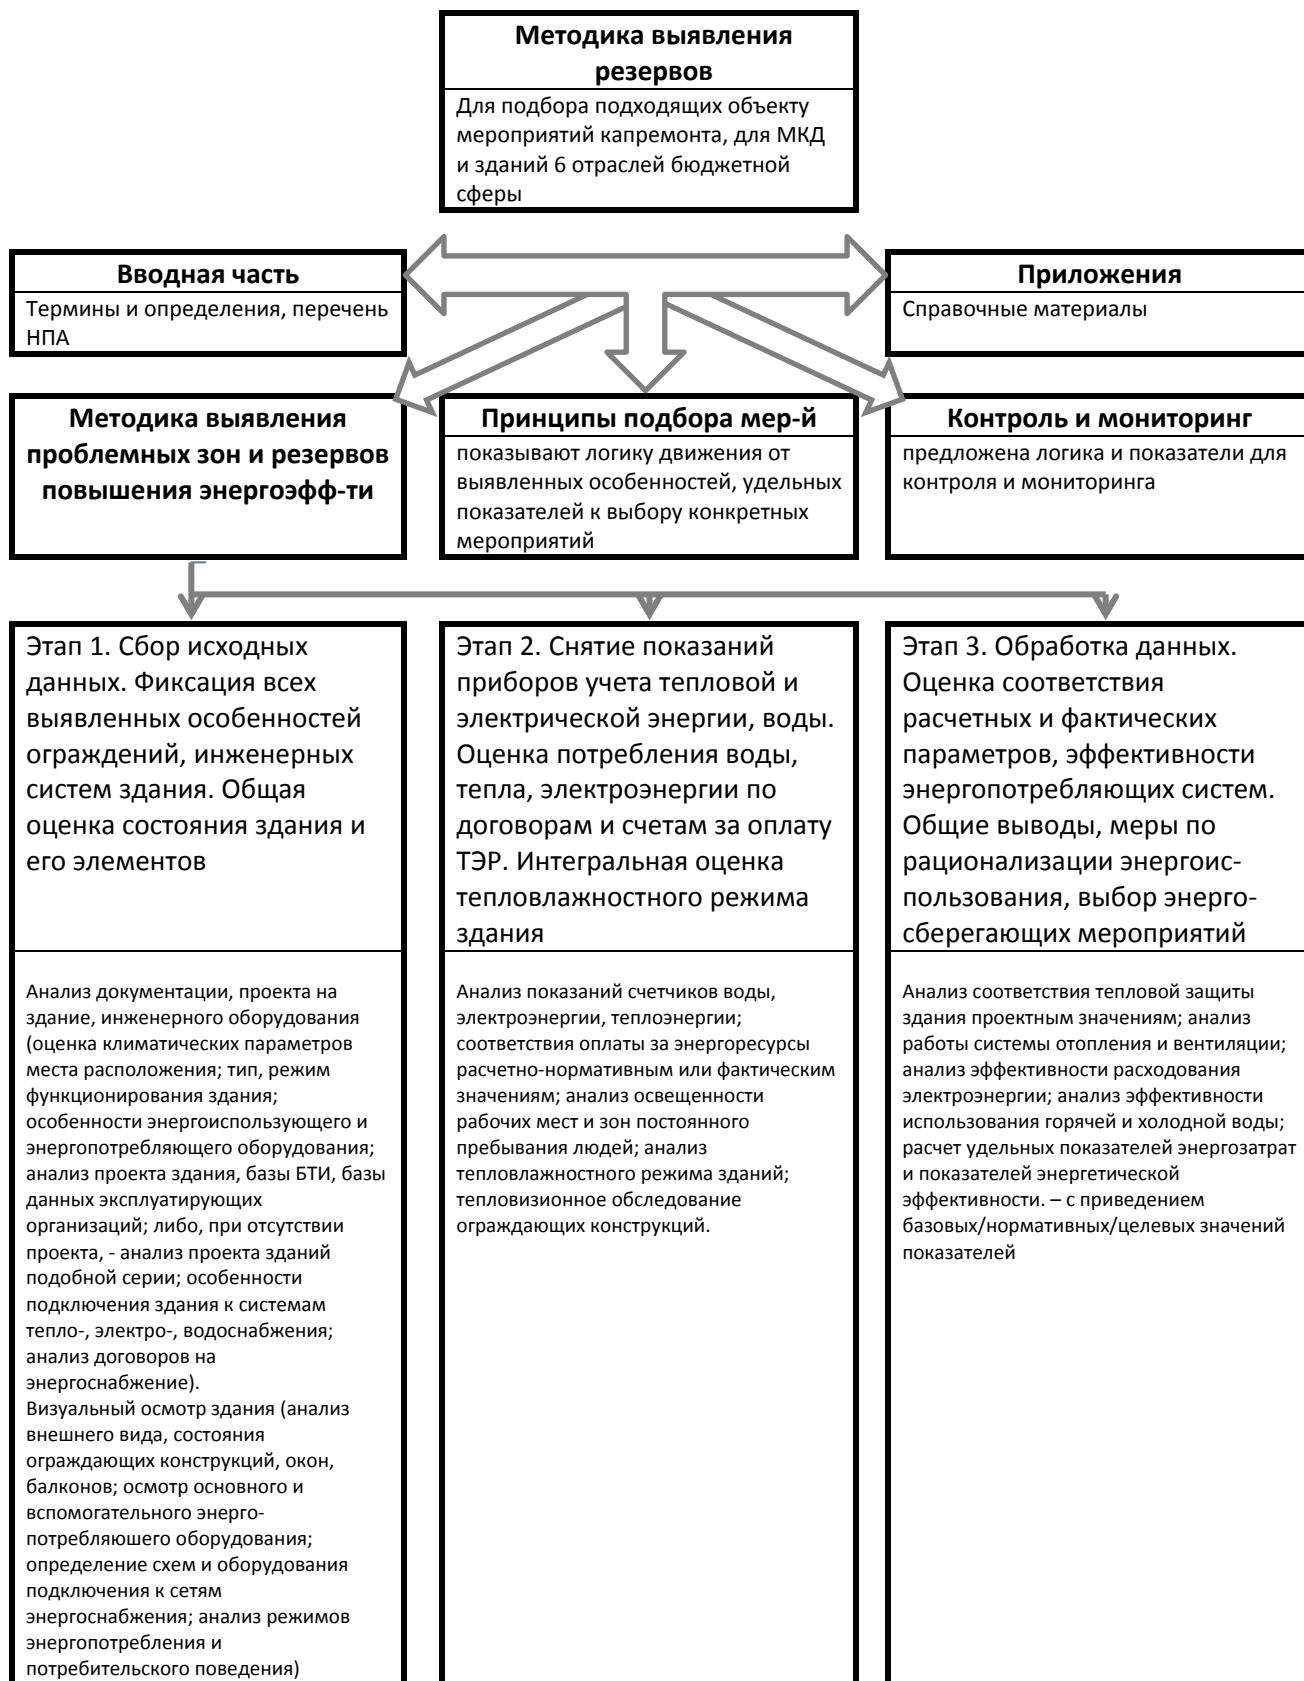 Методика выявления
резервов
Для подбора подходящих объекту
мероприятий капремонта, для МКД
и зданий 6 отраслей бюджетной
сферы
Вводная часть
Термины и определения, перечень
НПА
Приложения
Справочные материалы
Методика выявления
проблемных зон и резервов
повышения энергоэфф-ти
Принципы подбора мер-й
показывают логику движения от
выявленных особенностей, удельных
показателей к выбору конкретных
мероприятий
Контроль и мониторинг
предложена логика и показатели для
контроля и мониторинга
Этап 1. Сбор исходных
данных. Фиксация всех
выявленных особенностей
ограждений, инженерных
систем здания. Общая
оценка состояния здания и
его элементов
Анализ документации, проекта на
здание, инженерного оборудования
(оценка климатических параметров
места расположения; тип, режим
функционирования здания;
особенности энергоиспользующего и
энергопотребляющего оборудования;
анализ проекта здания, базы БТИ, базы
данных эксплуатирующих
организаций; либо, при отсутствии
проекта, - анализ проекта зданий
подобной серии; особенности
подключения здания к системам
тепло-, электро-, водоснабжения;
анализ договоров на
энергоснабжение).
Визуальный осмотр здания (анализ
внешнего вида, состояния
ограждающих конструкций, окон,
балконов; осмотр основного и
вспомогательного энерго-
потребляюшего оборудования;
определение схем и оборудования
подключения к сетям
энергоснабжения; анализ режимов
энергопотребления и
потребительского поведения)
Этап 2. Снятие показаний
приборов учета тепловой и
электрической энергии, воды.
Оценка потребления воды,
тепла, электроэнергии по
договорам и счетам за оплату
ТЭР. Интегральная оценка
тепловлажностного режима
здания
Анализ показаний счетчиков воды,
электроэнергии, теплоэнергии;
соответствия оплаты за энергоресурсы
расчетно-нормативным или фактическим
значениям; анализ освещенности
рабочих мест и зон постоянного
пребывания людей; анализ
тепловлажностного режима зданий;
тепловизионное обследование
ограждающих конструкций.
Этап 3. Обработка данных.
Оценка соответствия
расчетных и фактических
параметров, эффективности
энергопотребляющих систем.
Общие выводы, меры по
рационализации энергоис-
пользования, выбор энерго-
сберегающих мероприятий
Анализ соответствия тепловой защиты
здания проектным значениям; анализ
работы системы отопления и вентиляции;
анализ эффективности расходования
электроэнергии; анализ эффективности
использования горячей и холодной воды;
расчет удельных показателей энергозатрат
и показателей энергетической
эффективности. – с приведением
базовых/нормативных/целевых значений
показателей